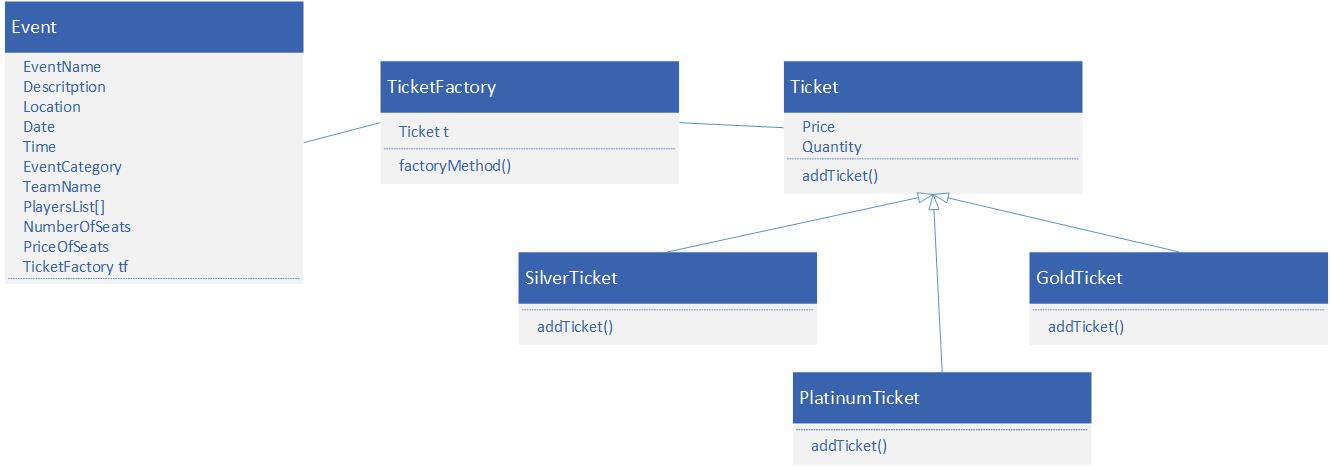 Event
EventName
Descritption
Location
Date
Time
EventCategory
TeamName
PlayersList[]
NumberOfSeats
PriceOfSeats
TicketFactory tf
TicketFactory
Ticket t
factoryMethod()
Ticket
Price
Quantity
addTicket()
SilverTicket
addTicket()
GoldTicket
addTicket()
PlatinumTicket
addTicket()